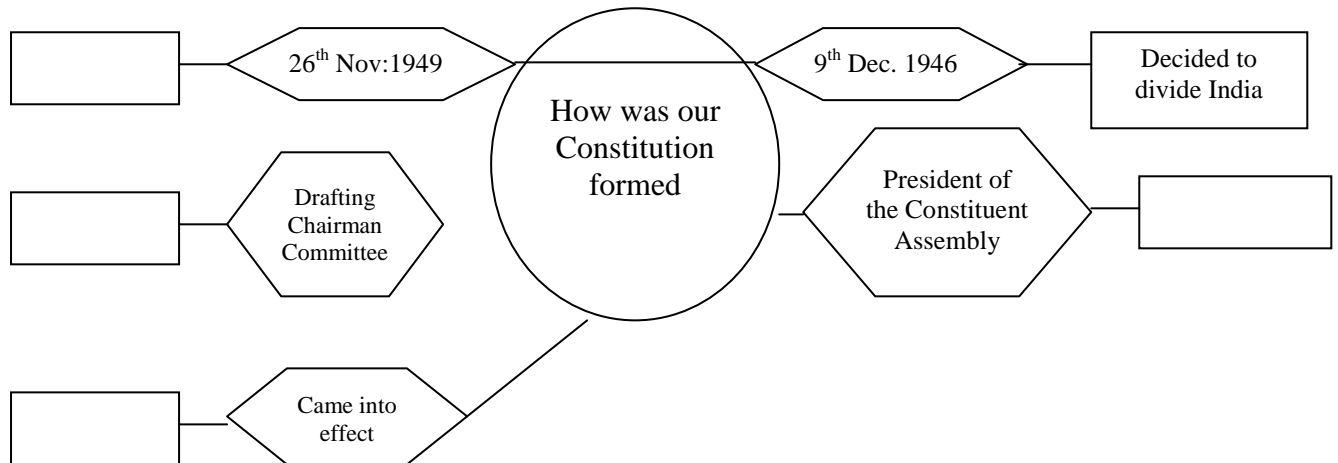 26th Nov:1949
9th Dec. 1946
Decided to
divide India
How was our
Constitution
formed
Drafting
Chairman
Committee
President of
the Constituent
Assembly
Came into
effect